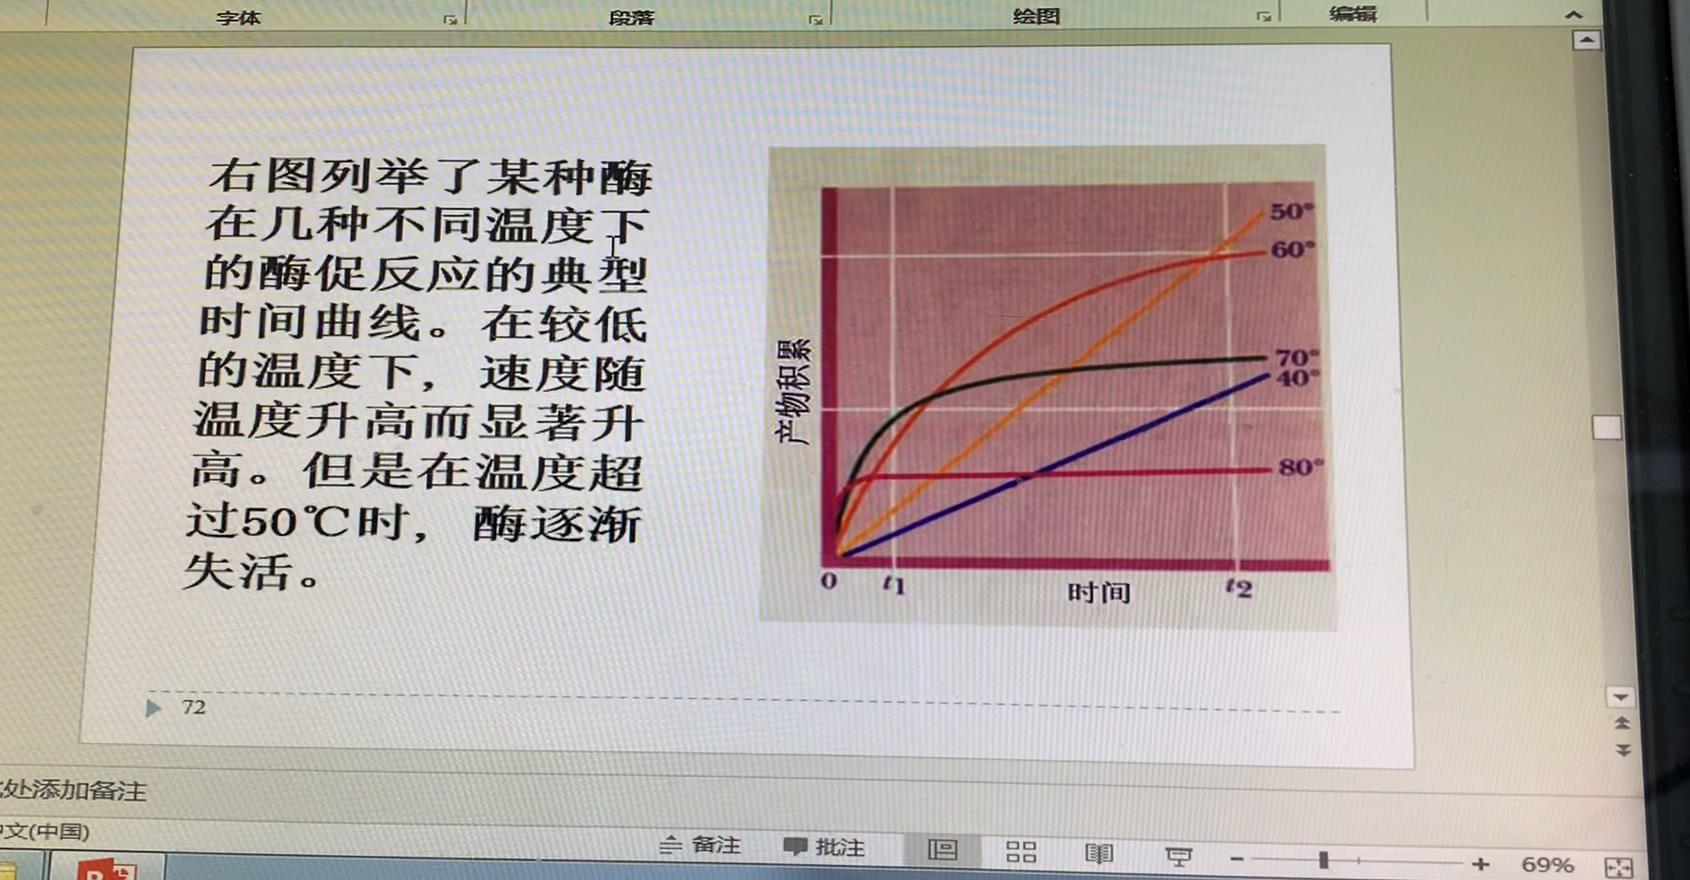 字体
段落
绘图
编辑
右图列举了某种酶
在几种不同温度下
的酶促反应的典型
时间曲线。在较低
的温度下，速度随
温度升高而显著升
高。但是在温度超
过50℃时，酶逐渐
失活。
产物积累
50°
60°
70°
40°
80°
0
t1
时间
t2
72
处添加备注
文(中国)
备注
批注
69%